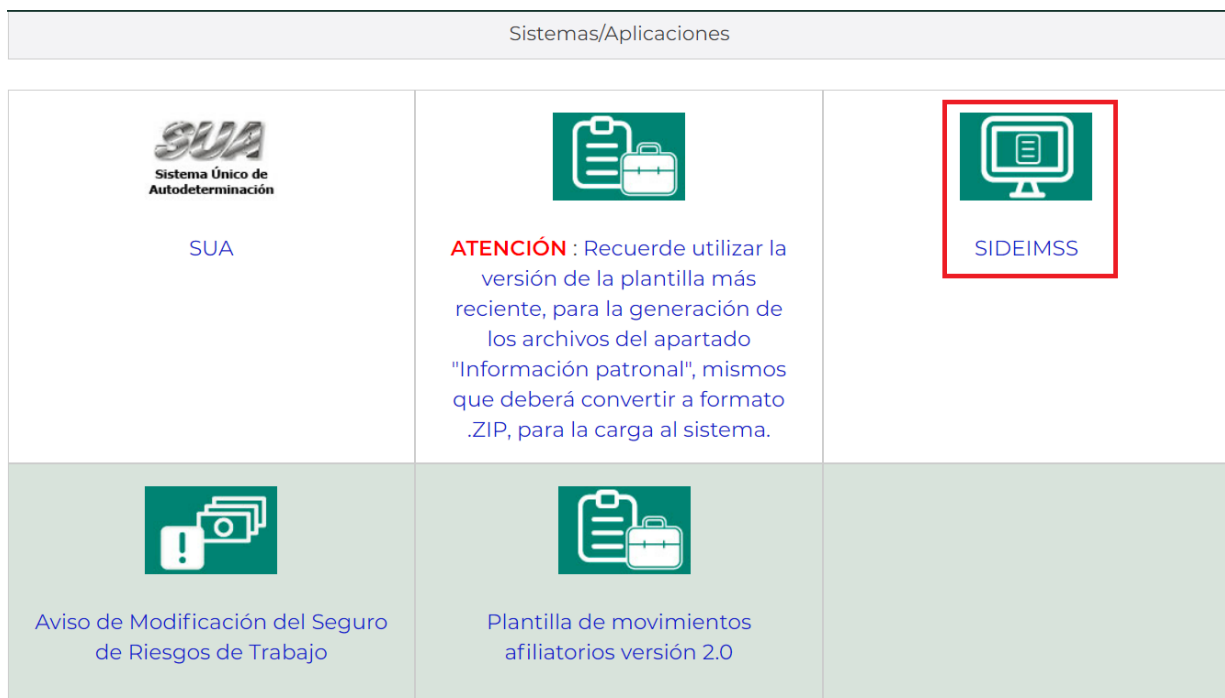 Sistemas/Aplicaciones
SUA
Sistema Único de
Autodeterminación
SUA
ATENCIÓN : Recuerde utilizar la
versión de la plantilla más
reciente, para la generación de
los archivos del apartado
"Información patronal", mismos
que deberá convertir a formato
.ZIP, para la carga al sistema.
SIDEIMSS
Aviso de Modificación del Seguro
de Riesgos de Trabajo
Plantilla de movimientos
afiliatorios versión 2.0